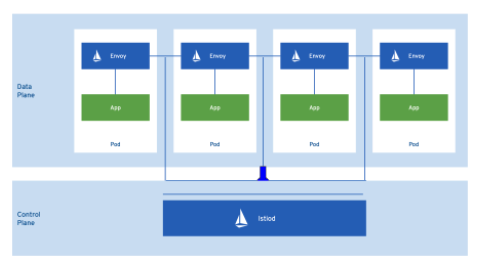 Envoy
Envoy
Envoy
Envoy
Data
Plane
App
App
App
App
Pod
Pod
Pod
Pod
Control
Plane
Istiod